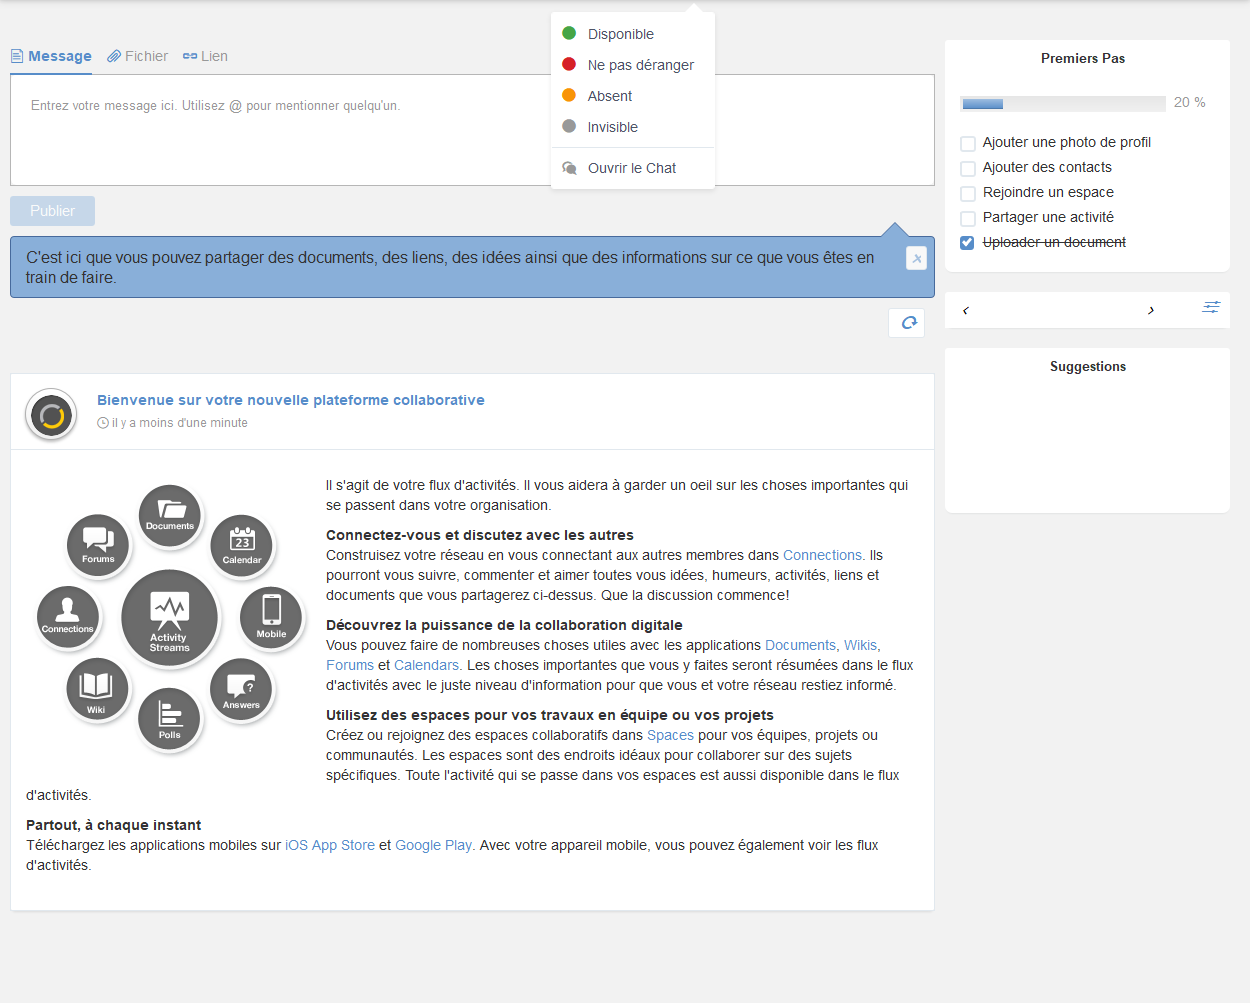 Disponible
Ne pas déranger
Absent
Invisible
Ouvrir le Chat
Message Fichier Lien
Entrez votre message ici. Utilisez @ pour mentionner quelqu'un.
Publier
C'est ici que vous pouvez partager des documents, des liens, des idées ainsi que des informations sur ce que vous êtes en
train de faire.
Premiers Pas
20 %
Ajouter une photo de profil
Ajouter des contacts
Rejoindre un espace
Partager une activité
Uploader un document
Suggestions
Bienvenue sur votre nouvelle plateforme collaborative
il y a moins d'une minute
Documents
Forums
23
Calendar
Connections
Activity
Streams
Mobile
Wiki
?
Answers
Polls
Il s'agit de votre flux d'activités. Il vous aidera à garder un oeil sur les choses importantes qui
se passent dans votre organisation.
Connectez-vous et discutez avec les autres
Construisez votre réseau en vous connectant aux autres membres dans Connections. Ils
pourront vous suivre, commenter et aimer toutes vous idées, humeurs, activités, liens et
documents que vous partagerez ci-dessus. Que la discussion commence!
Découvrez la puissance de la collaboration digitale
Vous pouvez faire de nombreuses choses utiles avec les applications Documents, Wikis,
Forums et Calendars. Les choses importantes que vous y faites seront résumées dans le flux
d'activités avec le juste niveau d'information pour que vous et votre réseau restiez informé.
Utilisez des espaces pour vos travaux en équipe ou vos projets
Créez ou rejoignez des espaces collaboratifs dans Spaces pour vos équipes, projets ou
communautés. Les espaces sont des endroits idéaux pour collaborer sur des sujets
spécifiques. Toute l'activité qui se passe dans vos espaces est aussi disponible dans le flux
d'activités.
Partout, à chaque instant
Téléchargez les applications mobiles sur iOS App Store et Google Play. Avec votre appareil mobile, vous pouvez également voir les flux
d'activités.